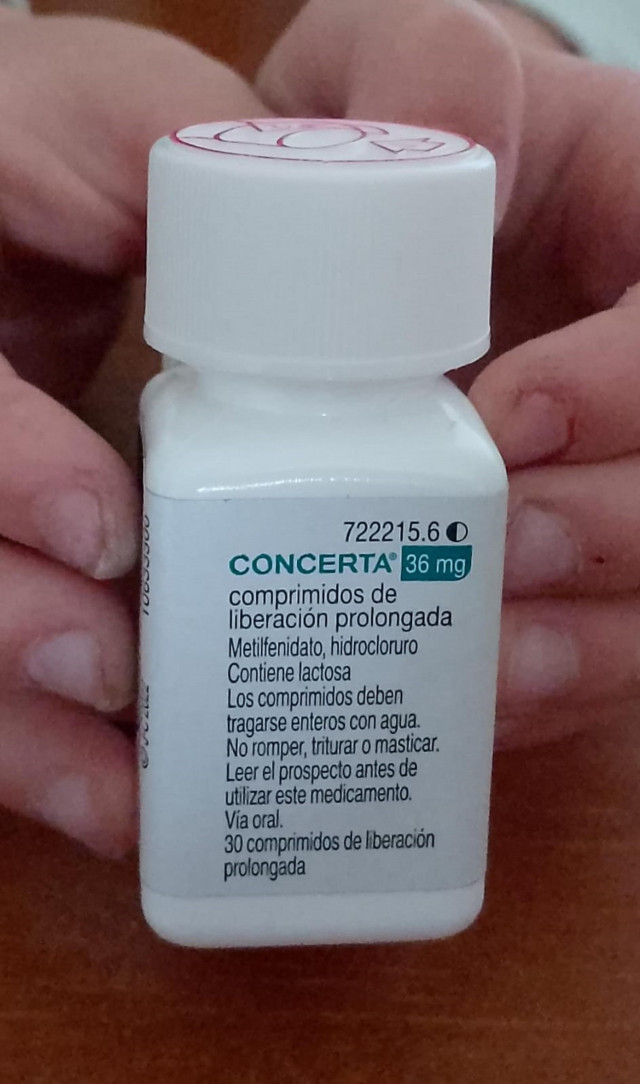 722215.6
CONCERTA® 36 mg
comprimidos de
liberación prolongada
Metilfenidato, hidrocloruro
Contiene lactosa
Los comprimidos deben
tragarse enteros con agua.
No romper, triturar o masticar.
Leer el prospecto antes de
utilizar este medicamento.
Vía oral.
30 comprimidos de liberación
prolongada